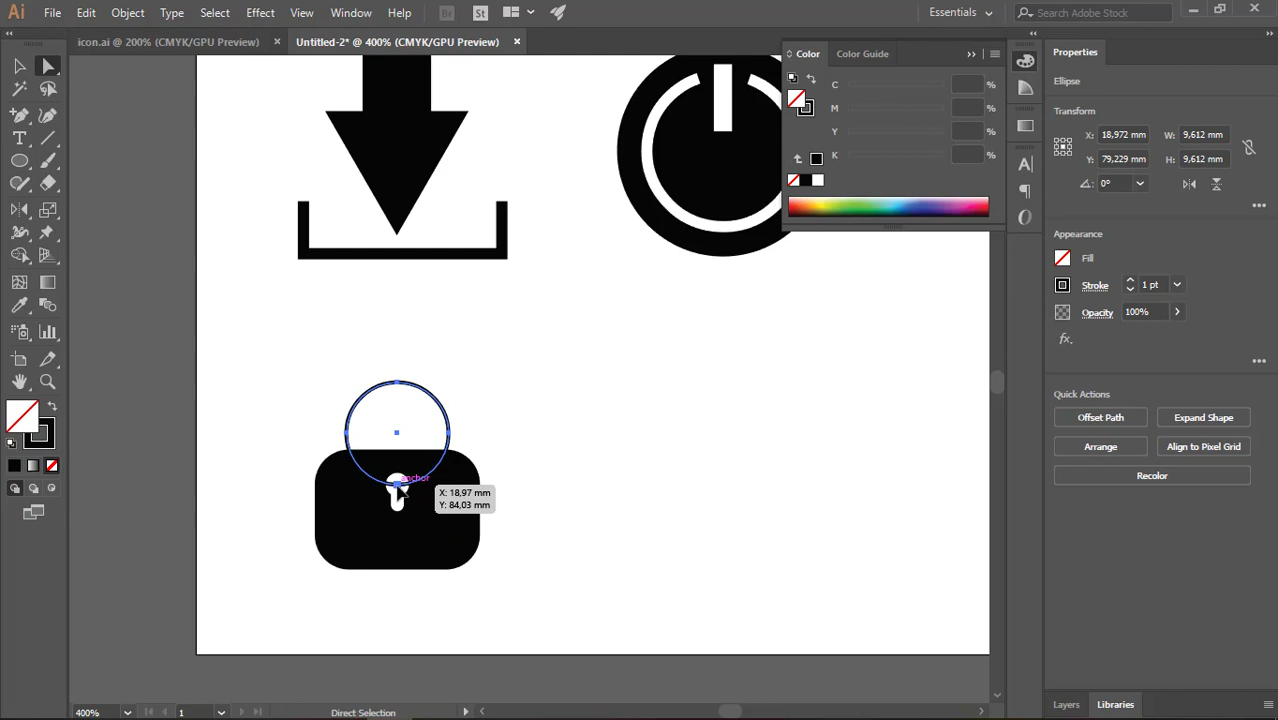 Ai File Edit Object Type Select Effect View Window Help Br St Essentials Search Adobe Stock
icon.ai @ 200% (CMYK/GPU Preview) × Untitled-2* @ 400% (CMYK/GPU Preview) ×
Color Color Guide
C %
M %
Y %
K %
Properties
Ellipse
Transform
X: 18,972 mm W: 9,612 mm
Y: 79,229 mm H: 9,612 mm
0°
Appearance
Fill
Stroke 1 pt
Opacity 100%
fx.
Quick Actions
Offset Path Expand Shape
Arrange Align to Pixel Grid
Recolor
anchor
X: 18,97 mm
Y: 84,03 mm
400% 1 Direct Selection
Layers Libraries